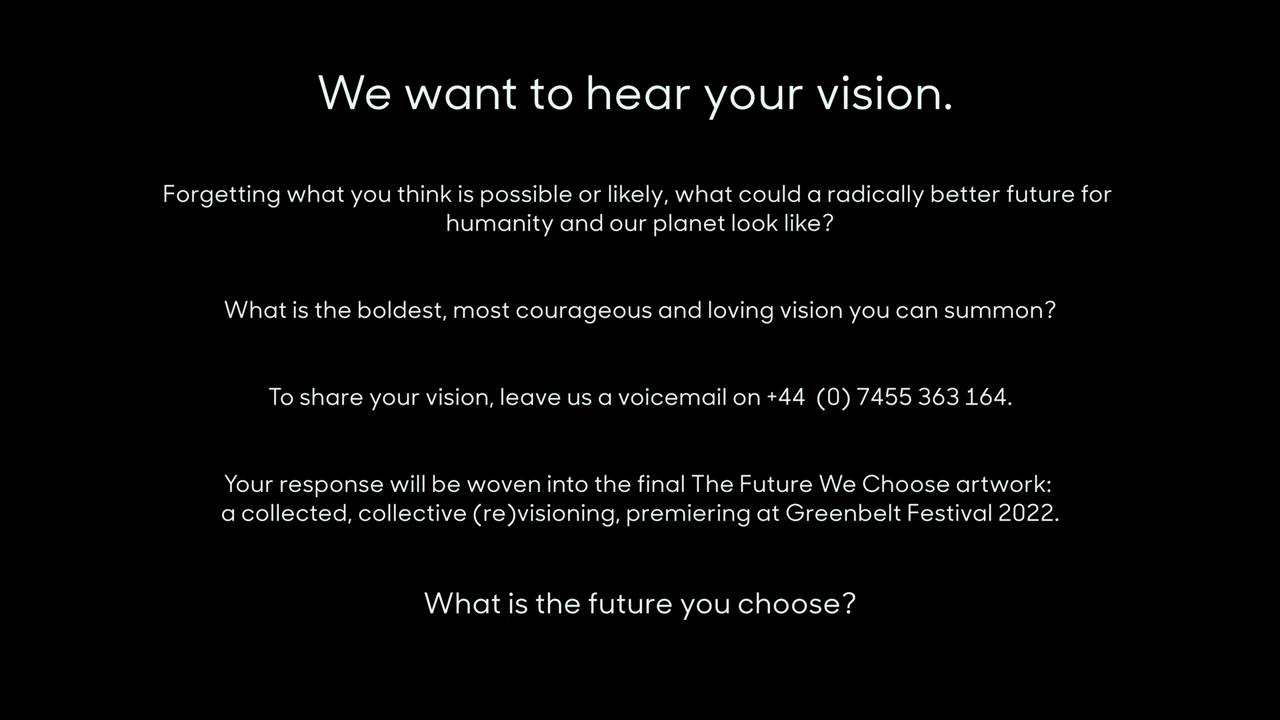 We want to hear your vision.
Forgetting what you think is possible or likely, what could a radically better future for
humanity and our planet look like?
What is the boldest, most courageous and loving vision you can summon?
To share your vision, leave us a voicemail on +44 (0) 7455 363 164.
Your response will be woven into the final The Future We Choose artwork:
a collected, collective (re)visioning, premiering at Greenbelt Festival 2022.
What is the future you choose?